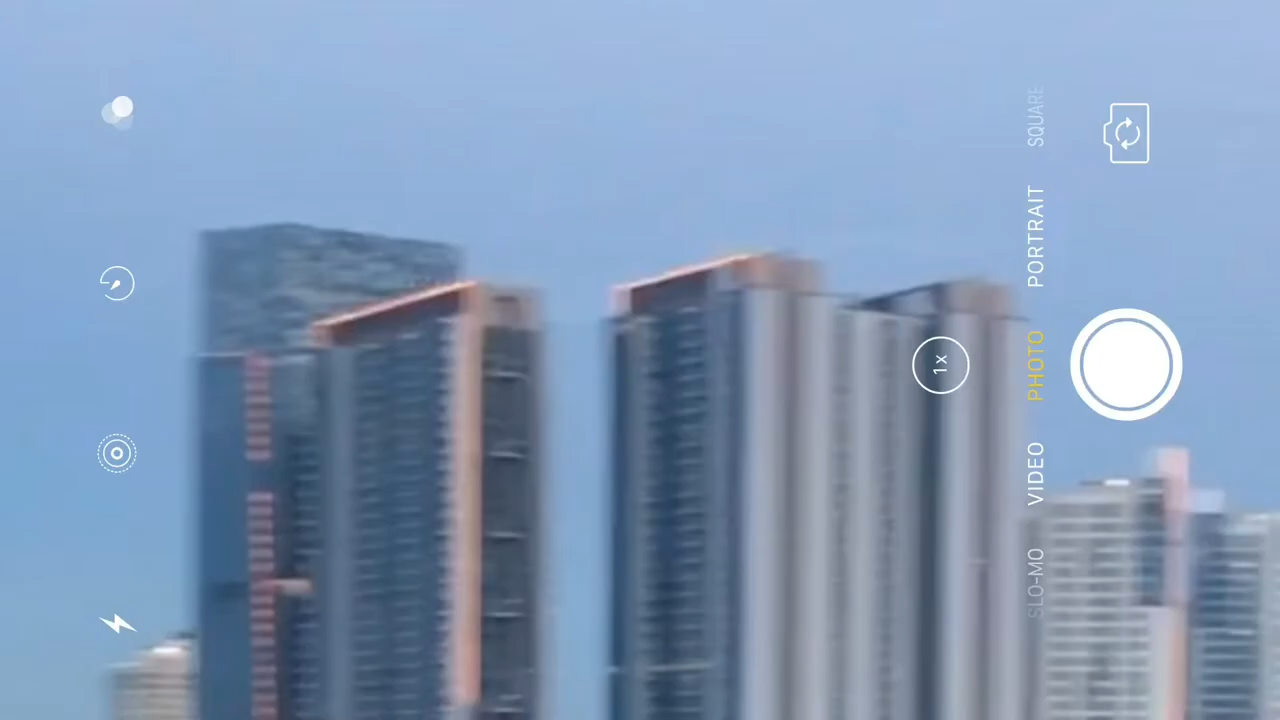 SQUARE
PORTRAIT
PHOTO
VIDEO
SLO-MO
1x